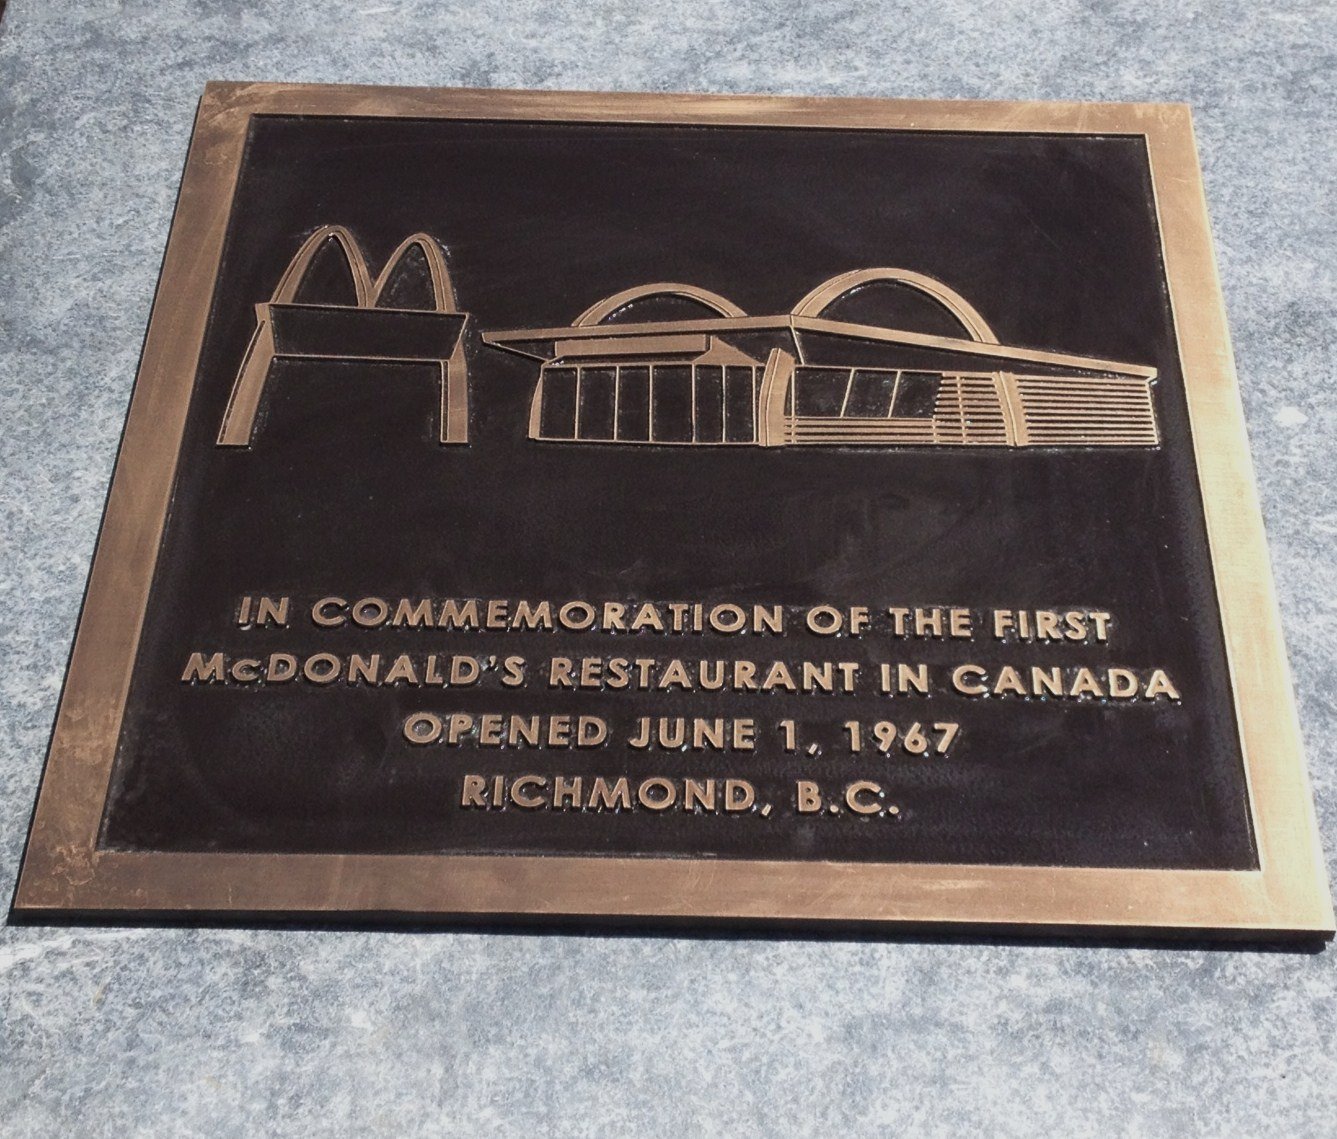 IN COMMEMORATION OF THE FIRST
McDONALD'S RESTAURANT IN CANADA
OPENED JUNE 1, 1967
RICHMOND, B.C.